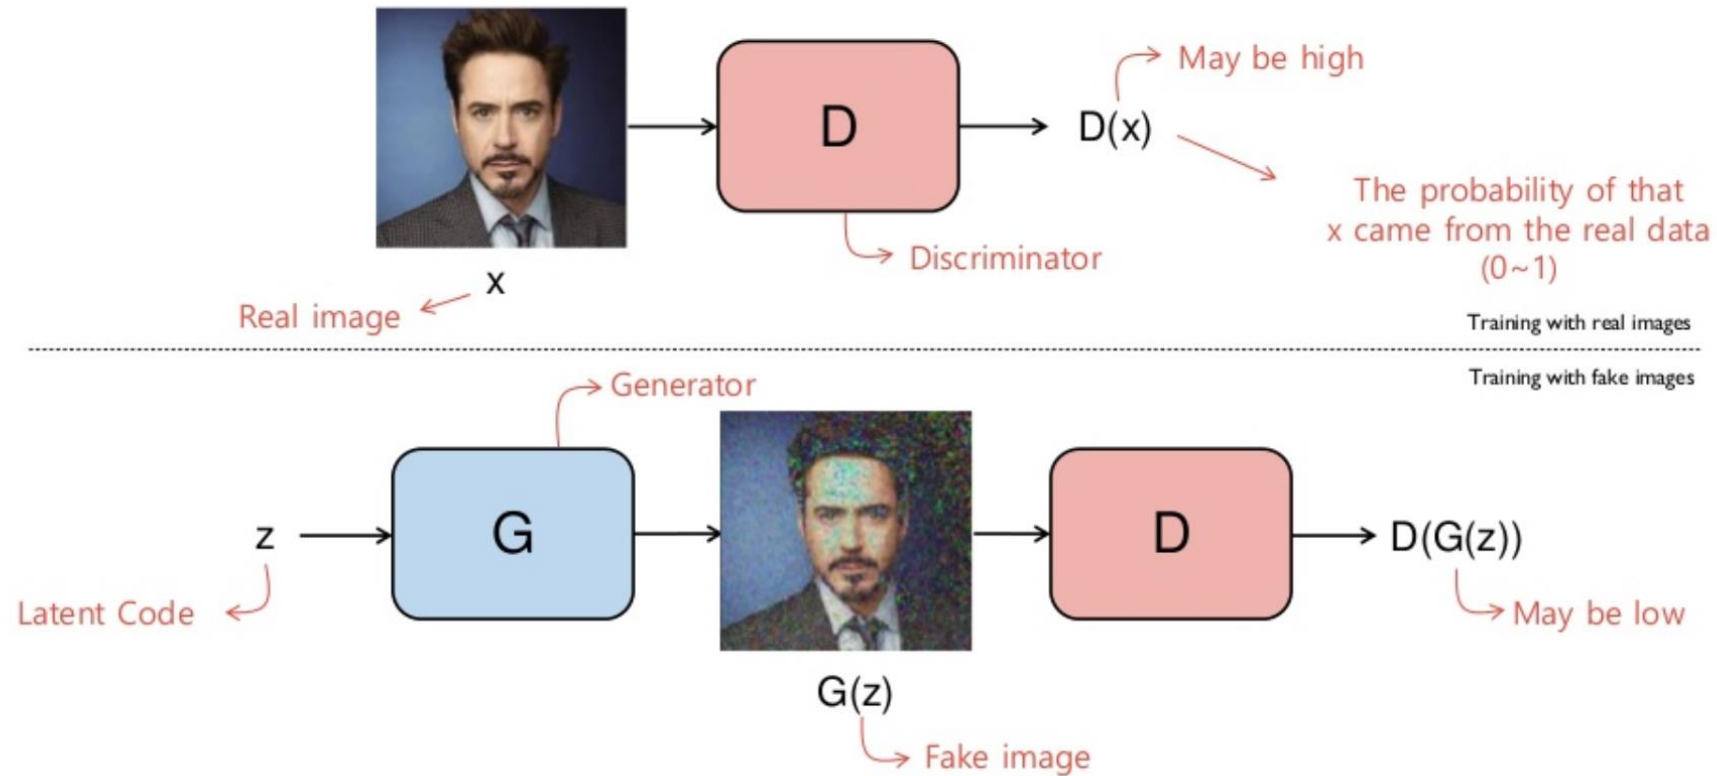 May be high
D
D(x)
The probability of that
x came from the real data
(0~1)
Discriminator
x
Real image
Training with real images
Training with fake images
Generator
z
G
D
D(G(z))
Latent Code
May be low
G(z)
Fake image